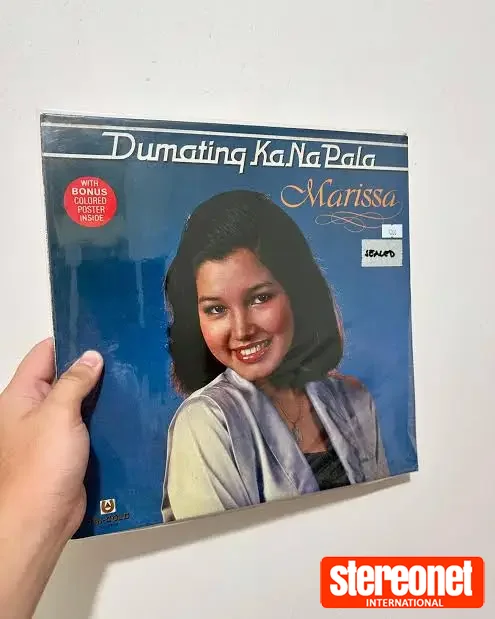 Dumating Ka Na Pala
Marissa
WITH
BONUS
COLORED
POSTER
INSIDE
SEALED
stereonet
INTERNATIONAL